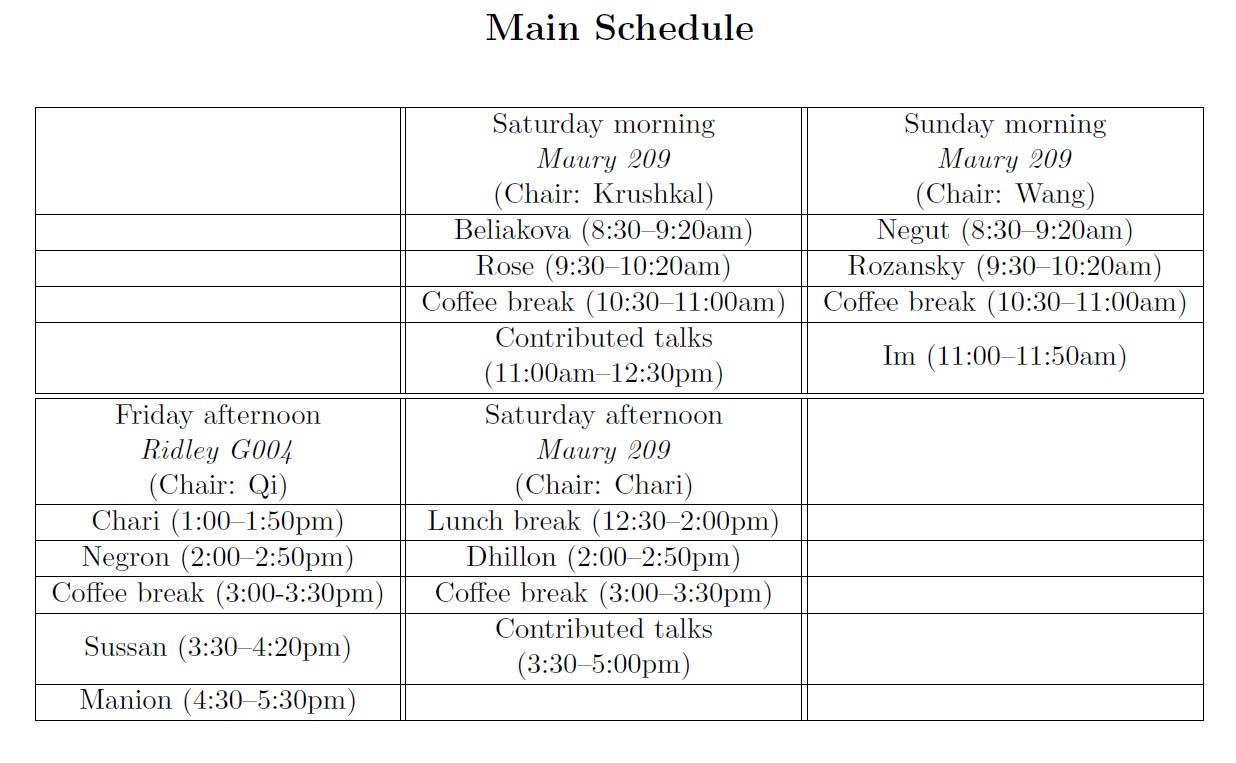 Main Schedule
Saturday morning
Maury 209
(Chair: Krushkal)
Sunday morning
Maury 209
(Chair: Wang)
Beliakova (8:30–9:20am)
Negut (8:30–9:20am)
Rose (9:30–10:20am)
Rozansky (9:30–10:20am)
Coffee break (10:30–11:00am)
Coffee break (10:30–11:00am)
Contributed talks
(11:00am–12:30pm)
Im (11:00–11:50am)
Friday afternoon
Ridley G004
(Chair: Qi)
Saturday afternoon
Maury 209
(Chair: Chari)
Chari (1:00–1:50pm)
Lunch break (12:30–2:00pm)
Negron (2:00–2:50pm)
Dhillon (2:00–2:50pm)
Coffee break (3:00-3:30pm)
Coffee break (3:00–3:30pm)
Sussan (3:30–4:20pm)
Contributed talks
(3:30–5:00pm)
Manion (4:30–5:30pm)